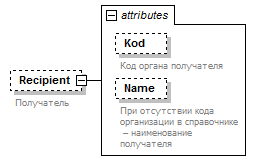 attributes
Kod
Код органа получателя
Recipient
Получатель
Name
При отсутствии кода
организации в справочнике
– наименование
получателя